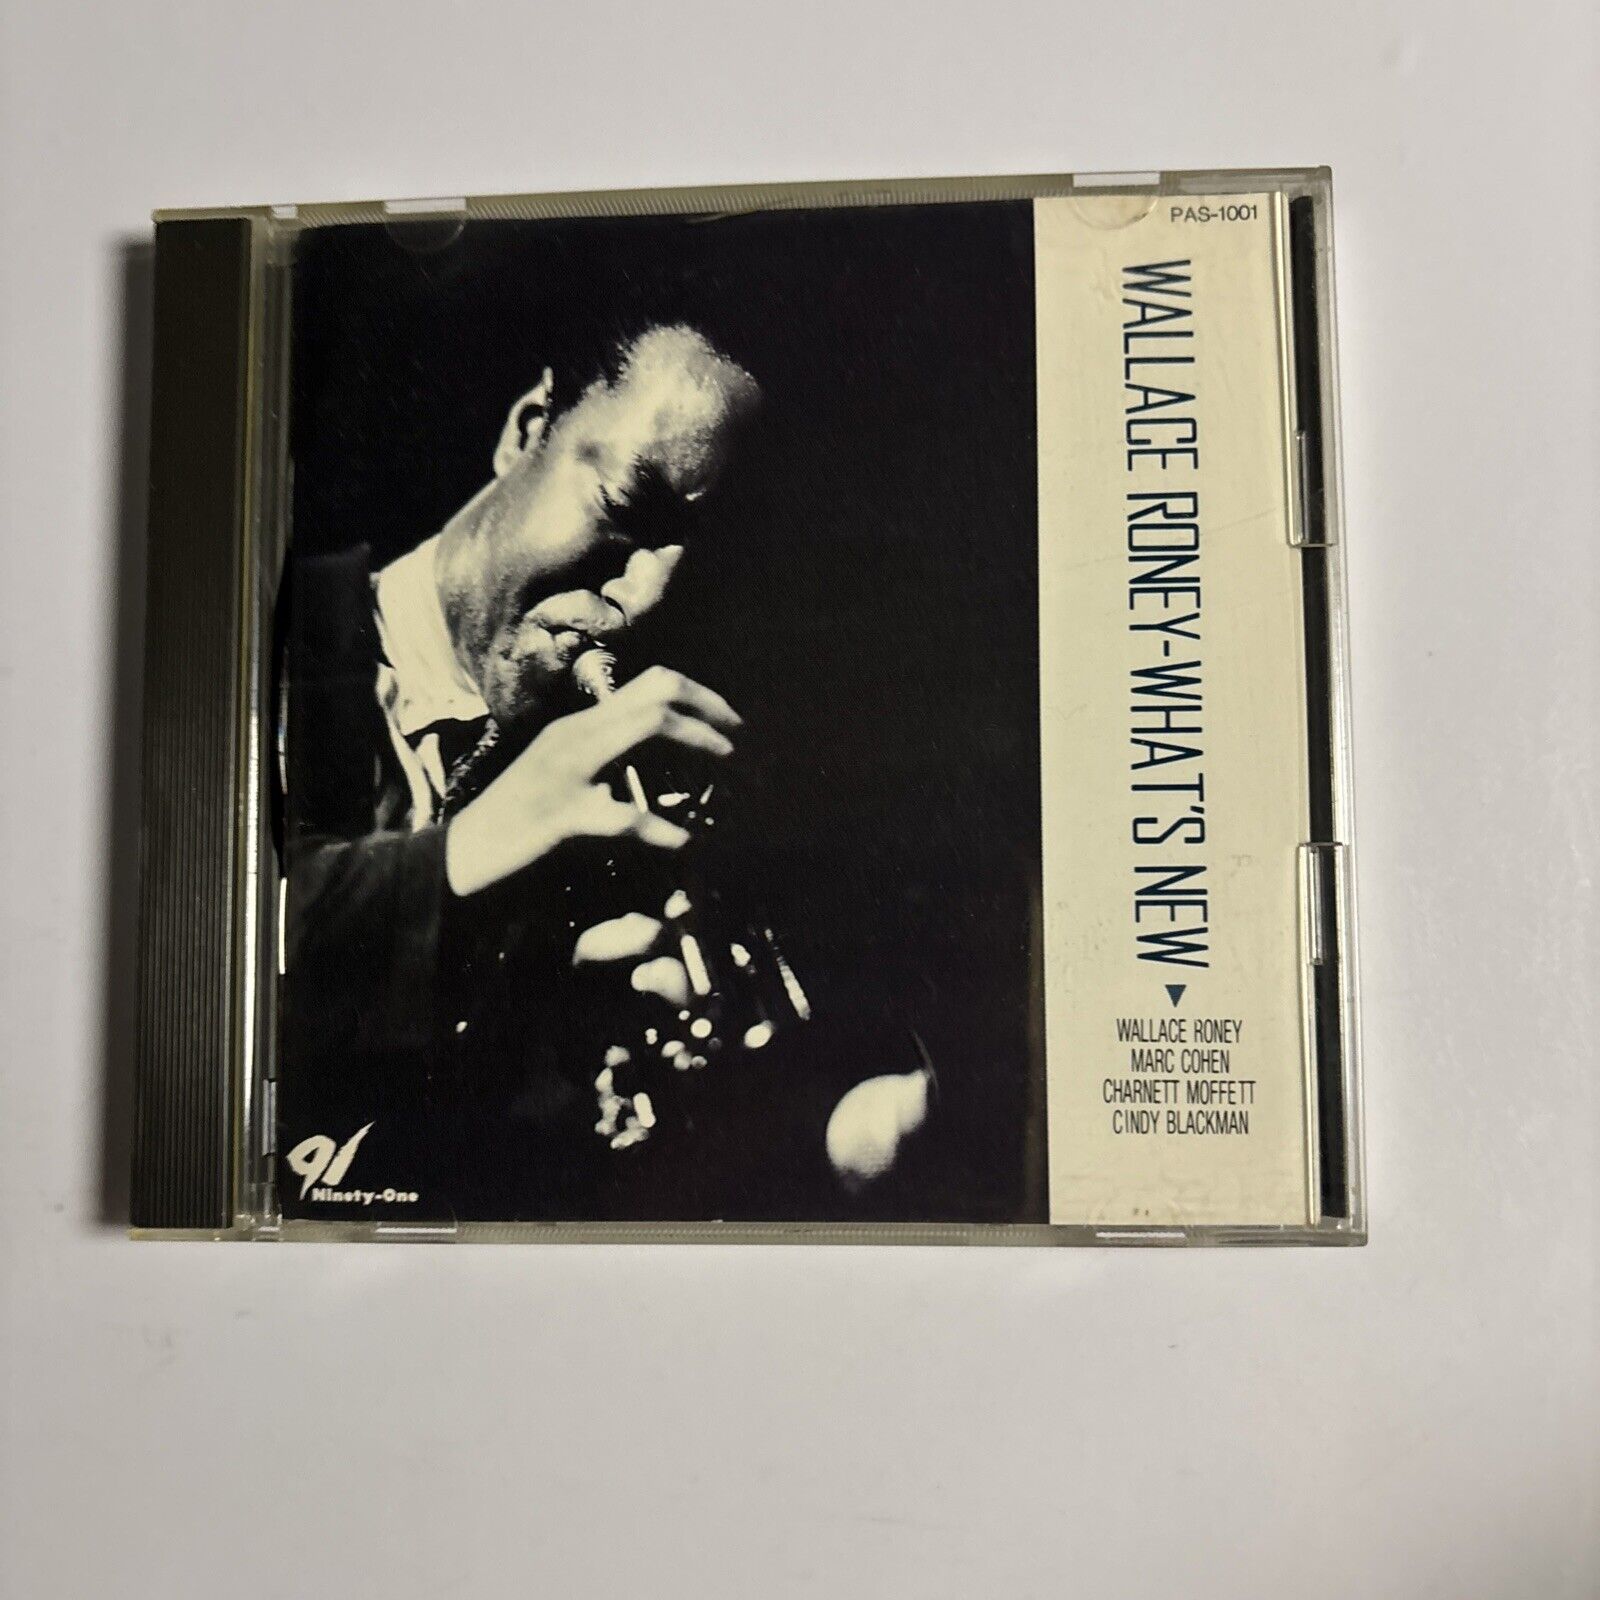 PAS-1001
WALLACE RONEY-WHAT'S NEW
WALLACE RONEY
MARC COHEN
CHARNETT MOFFETT
CINDY BLACKMAN
91
Ninety-One